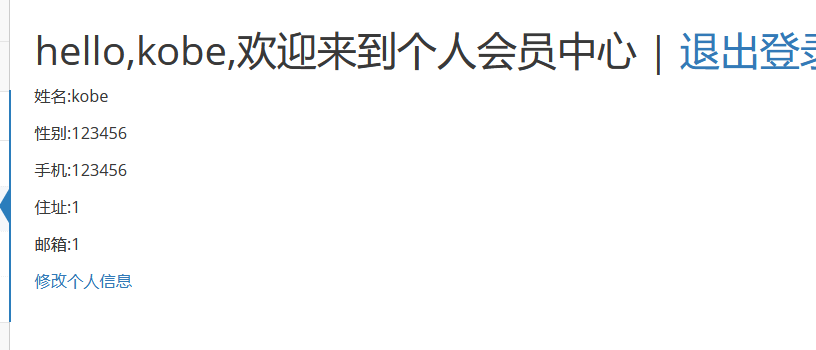 hello,kobe,欢迎来到个人会员中心 | 退出登录
姓名:kobe
性别:123456
手机:123456
住址:1
邮箱:1
修改个人信息